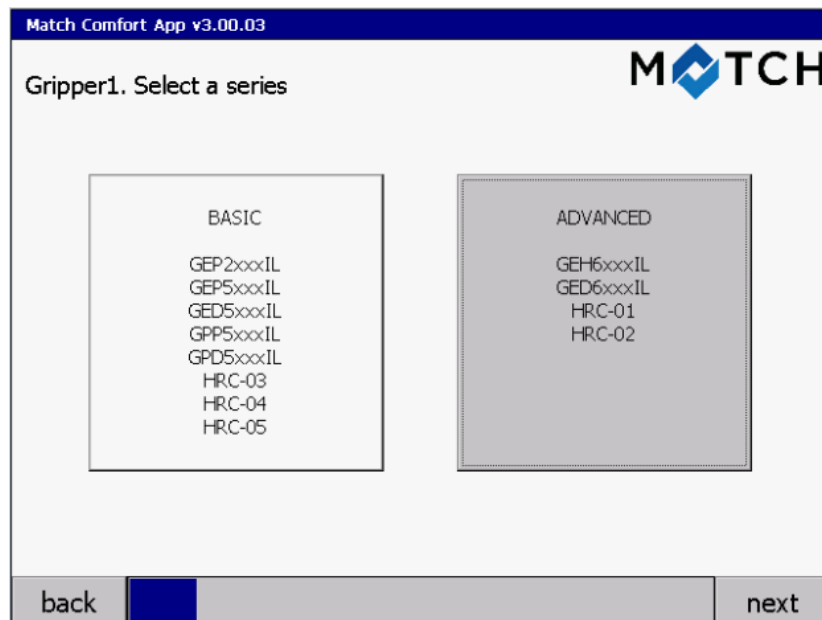 Match Comfort App v3.00.03
Gripper1. Select a series
MATCH
BASIC
GEP2xxxIL
GEP5xxxIL
GED5xxxIL
GPP5xxxIL
GPD5xxxIL
HRC-03
HRC-04
HRC-05
ADVANCED
GEH6xxxIL
GED6xxxIL
HRC-01
HRC-02
back
next